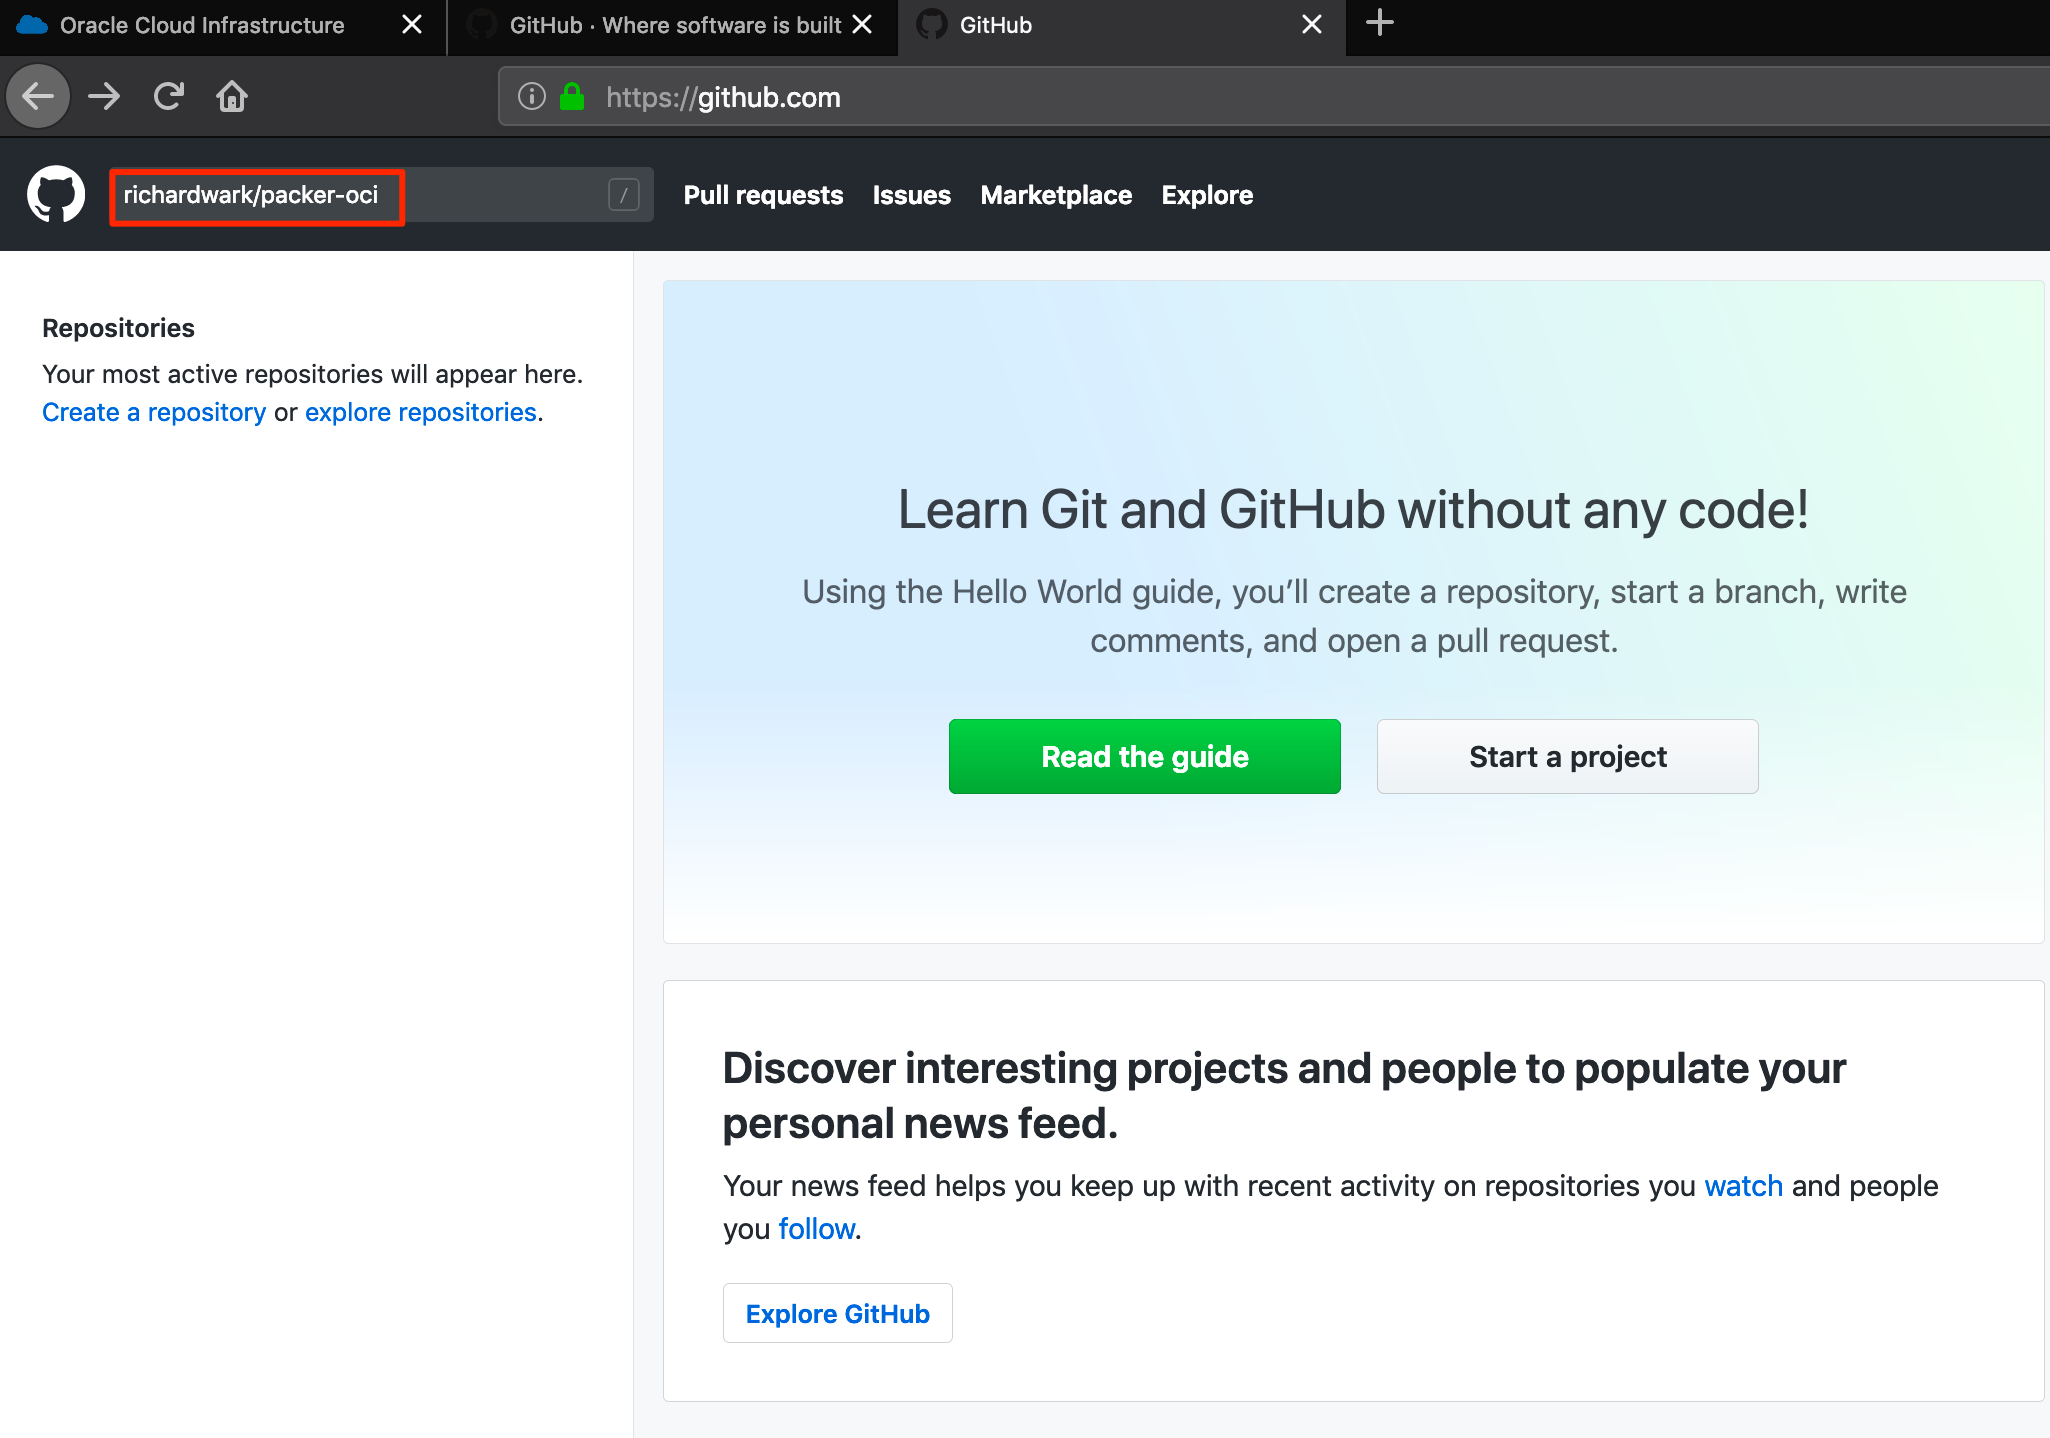 Oracle Cloud Infrastructure
GitHub · Where software is built
GitHub
https://github.com
richardwark/packer-oci
/
Pull requests
Issues
Marketplace
Explore
Repositories
Your most active repositories will appear here.
Create a repository or explore repositories.
Learn Git and GitHub without any code!
Using the Hello World guide, you’ll create a repository, start a branch, write
comments, and open a pull request.
Read the guide
Start a project
Discover interesting projects and people to populate your
personal news feed.
Your news feed helps you keep up with recent activity on repositories you watch and people
you follow.
Explore GitHub